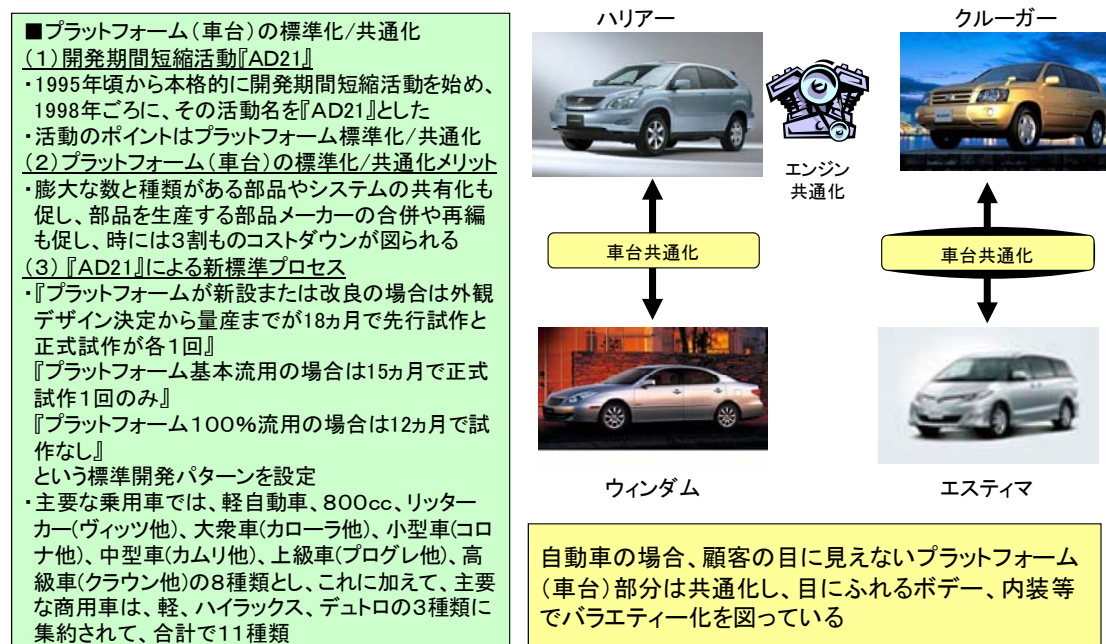 ■プラットフォーム(車台)の標準化/共通化
(1)開発期間短縮活動『AD21』
・1995年頃から本格的に開発期間短縮活動を始め、
1998年ごろに、その活動名を『AD21』とした
・活動のポイントはプラットフォーム標準化/共通化
(2)プラットフォーム(車台)の標準化/共通化メリット
・膨大な数と種類がある部品やシステムの共有化も
促し、部品を生産する部品メーカーの合併や再編
も促し、時には3割ものコストダウンが図られる
(3)『AD21』による新標準プロセス
・『プラットフォームが新設または改良の場合は外観
デザイン決定から量産までが18ヵ月で先行試作と
正式試作が各1回』
『プラットフォーム基本流用の場合は15ヵ月で正式
試作1回のみ』
『プラットフォーム100%流用の場合は12ヵ月で試
作なし』
という標準開発パターンを設定
・主要な乗用車では、軽自動車、800cc、リッター
カー(ヴィッツ他)、大衆車(カローラ他)、小型車(コロ
ナ他)、中型車(カムリ他)、上級車(プログレ他)、高
級車(クラウン他)の8種類とし、これに加えて、主要
な商用車は、軽、ハイラックス、デュトロの3種類に
集約されて、合計で11種類
ハリアー
クルーガー
エンジン
共通化
車台共通化
車台共通化
ウィンダム
エスティマ
自動車の場合、顧客の目に見えないプラットフォーム
(車台)部分は共通化し、目にふれるボデー、内装等
でバラエティー化を図っている